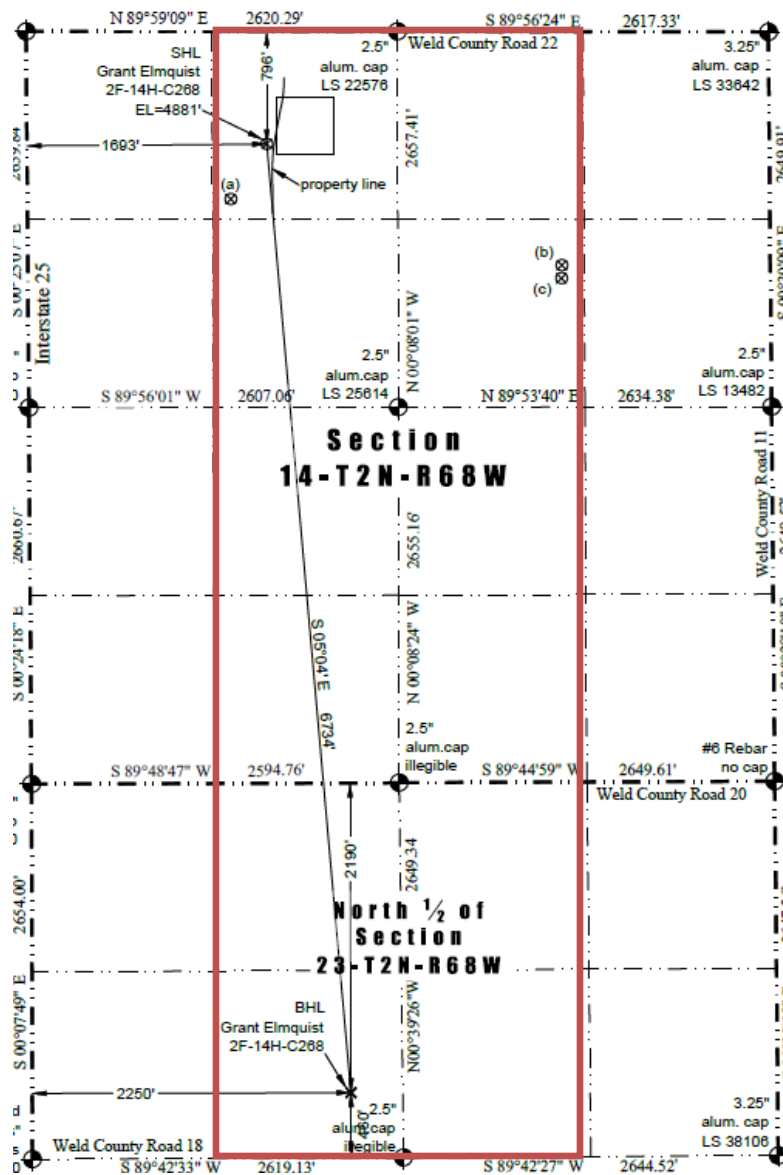 N 89°59'09" E 2620.29' S 89°56'24" E 2617.33'
Weld County Road 22
SHL
Grant Elmquist
2F-14H-C268
EL=4881'
796'
2.5"
alum. cap
LS 22576
3.25"
alum. cap
LS 33642
1693'
2657.41'
2649.91'
property line
(a)
(b)
(c)
Interstate 25
N 00°08'01" W
2.5"
alum.cap
LS 25614
2.5"
alum. cap
LS 13482
S 89°56'01" W 2607.06' N 89°53'40" E 2634.38'
Section
14-T2N-R68W
Weld County Road 11
2660.67'
2655.16'
S 00°24'18" E
S 05°04' E 6734'
N 00°08'24" W
2.5"
alum.cap
illegible
#6 Rebar
no cap
S 89°48'47" W 2594.76' S 89°44'59" W 2649.61'
Weld County Road 20
2190'
2654.00'
2649.34
North ½ of
Section
23-T2N-R68W
S 00°07'49" E
N00°39'26"W
BHL
Grant Elmquist
2F-14H-C268
2250'
2.5"
alum.cap
illegible
3.25"
alum. cap
LS 38106
Weld County Road 18
S 89°42'33" W 2619.13' S 89°42'27" W 2644.52'